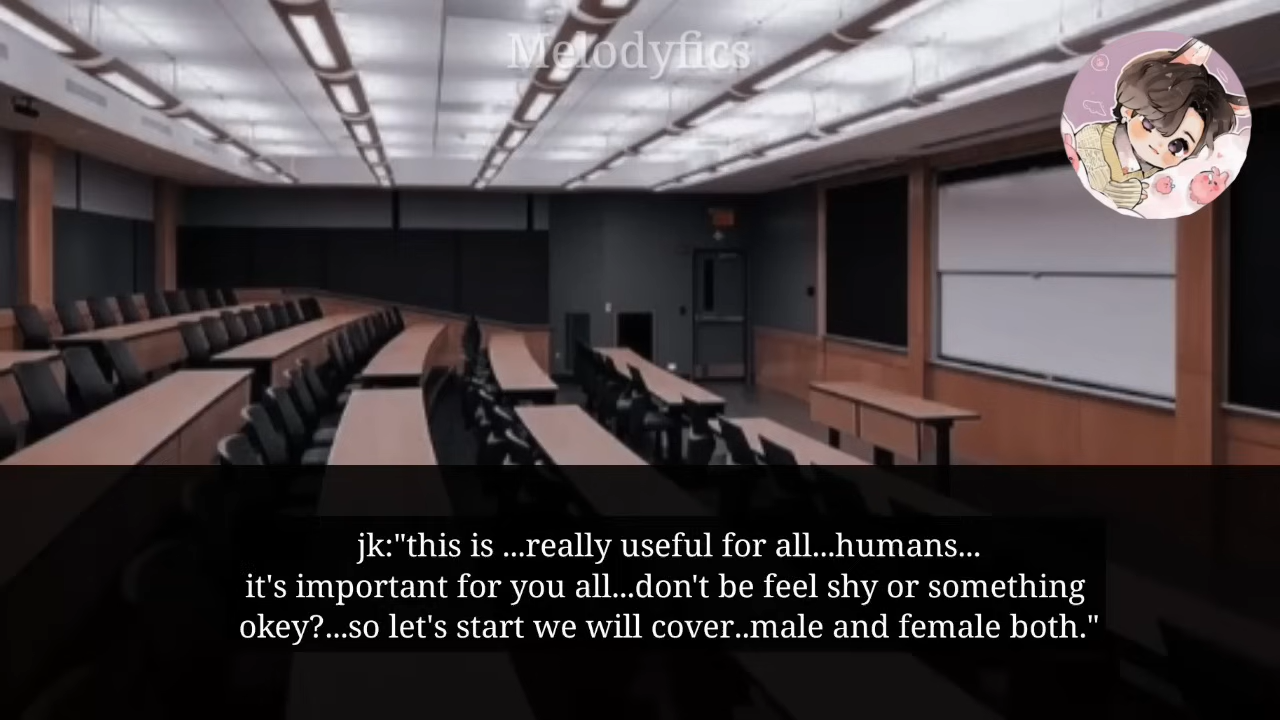 Melodyfics
jk:"this is ...really useful for all...humans...
it's important for you all...don't be feel shy or something
okey?...so let's start we will cover..male and female both."